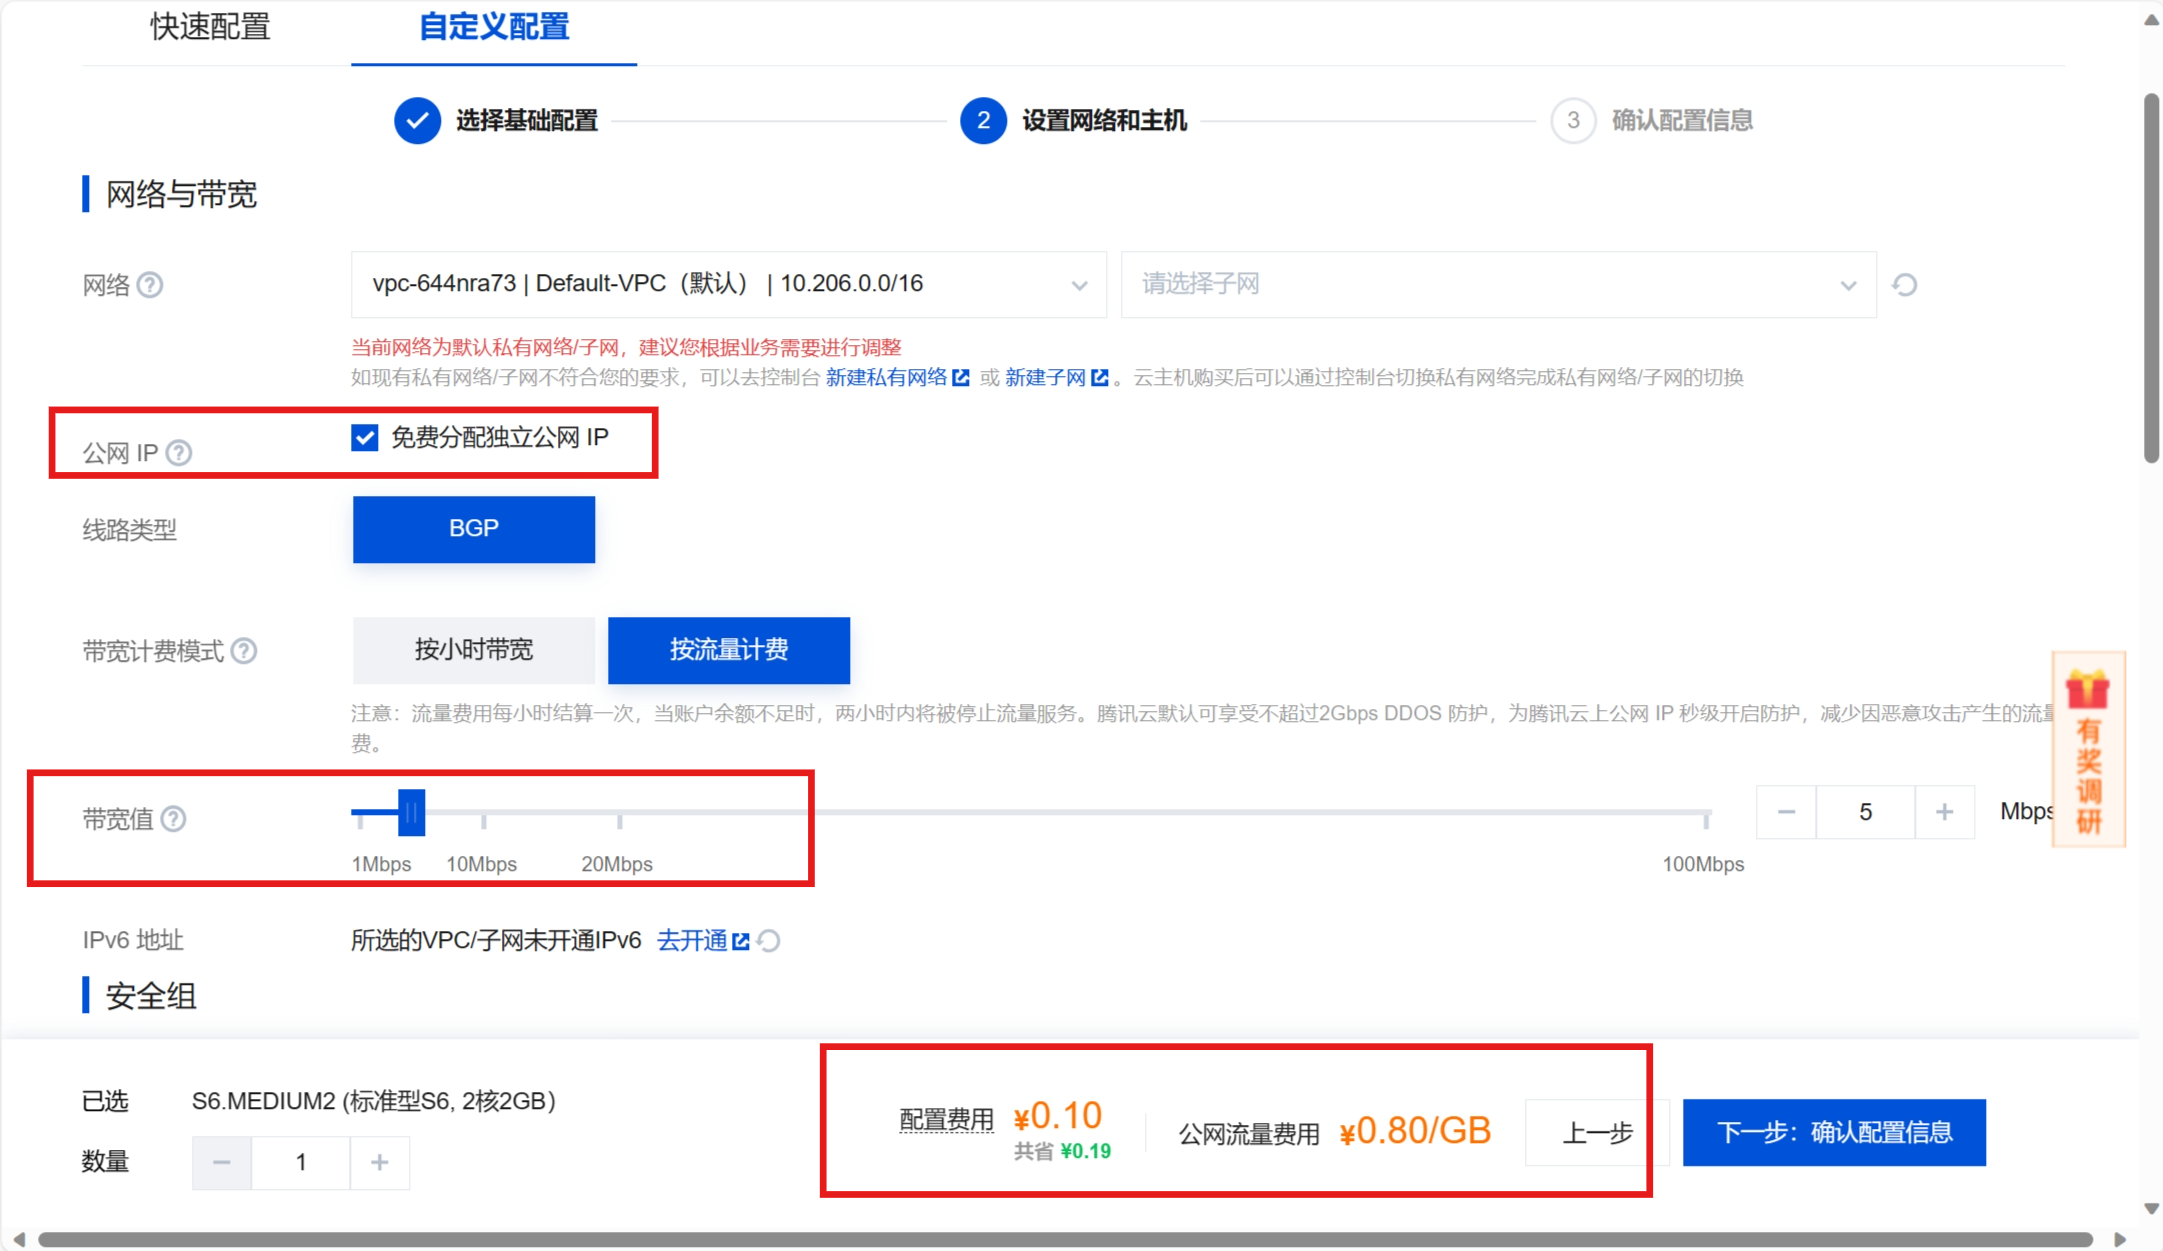 快速配置
自定义配置
选择基础配置
2 设置网络和主机
3 确认配置信息
网络与带宽
网络 ?
vpc-644nra73 | Default-VPC（默认） | 10.206.0.0/16
请选择子网
当前网络为默认私有网络/子网，建议您根据业务需要进行调整
如现有私有网络/子网不符合您的要求，可以去控制台 新建私有网络 或 新建子网 。云主机购买后可以通过控制台切换私有网络完成私有网络/子网的切换
公网 IP ?
免费分配独立公网 IP
线路类型
BGP
带宽计费模式 ?
按小时带宽
按流量计费
注意：流量费用每小时结算一次，当账户余额不足时，两小时内将被停止流量服务。腾讯云默认可享受不超过2Gbps DDOS 防护，为腾讯云上公网 IP 秒级开启防护，减少因恶意攻击产生的流量
费。
带宽值 ?
1Mbps
10Mbps
20Mbps
100Mbps
− 5 +
Mbps
有奖调研
IPv6 地址
所选的VPC/子网未开通IPv6 去开通
安全组
已选
S6.MEDIUM2 (标准型S6, 2核2GB)
数量
− 1 +
配置费用 ¥0.10
共省 ¥0.19
公网流量费用 ¥0.80/GB
上一步
下一步：确认配置信息